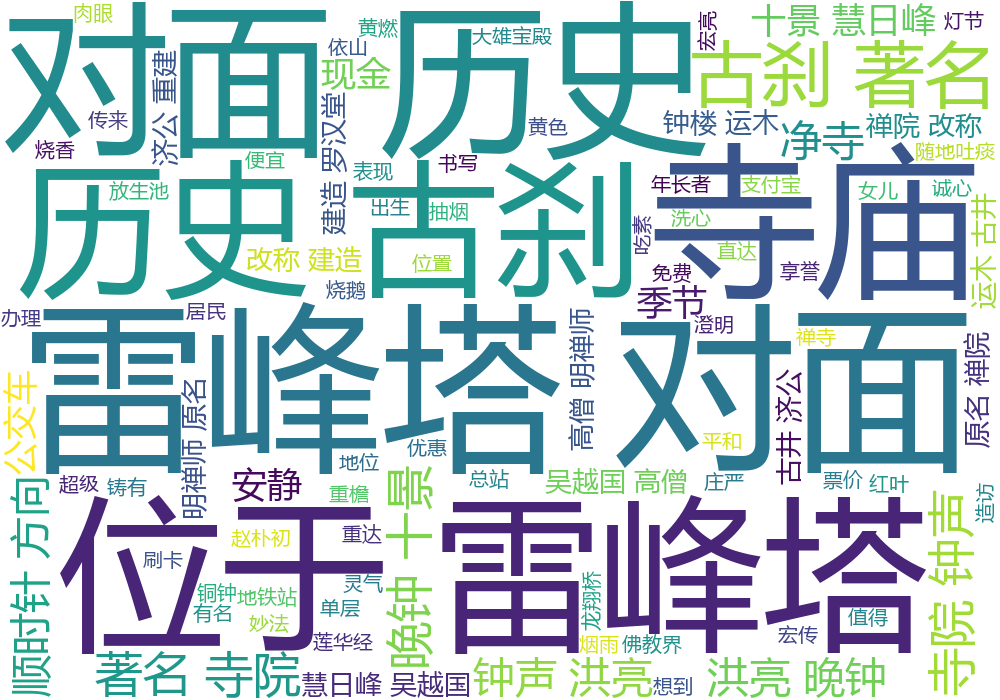 对面 历史
肉眼
黄燃
大雄宝殿
宏亮
十景 慧日峰
灯节
依山
现金
古刹 著名
济公 重建
传来
烧香
建造 罗汉堂
黄色
钟楼 运木
净寺
禅院 改称
随地吐痰
便宜
表现
书写
历史
古刹
寺庙
放生池
年长者
支付宝
女儿
诚心
出生
抽烟
洗心
吃素
直达
运木 古井
改称 建造
位置
免费
享誉
烧鹅
季节
办理
居民
澄明
禅寺
雷峰塔 对面
高僧 明禅师
公交车
明禅师 原名
古井 济公
原名 禅院
平和
优惠
地位
超级
铸有
安静
重檐
总站
吴越国 高僧
庄严
票价
红叶
造访
位于 雷峰塔
晚钟 十景
顺时针 方向
赵朴初
重达
刷卡
铜钟
地铁站
灵气
有名
单层
妙法
莲华经
龙翔桥
烟雨
佛教界
宏传
值得
寺院 钟声
著名 寺院
慧日峰 吴越国
钟声 洪亮
想到
洪亮 晚钟